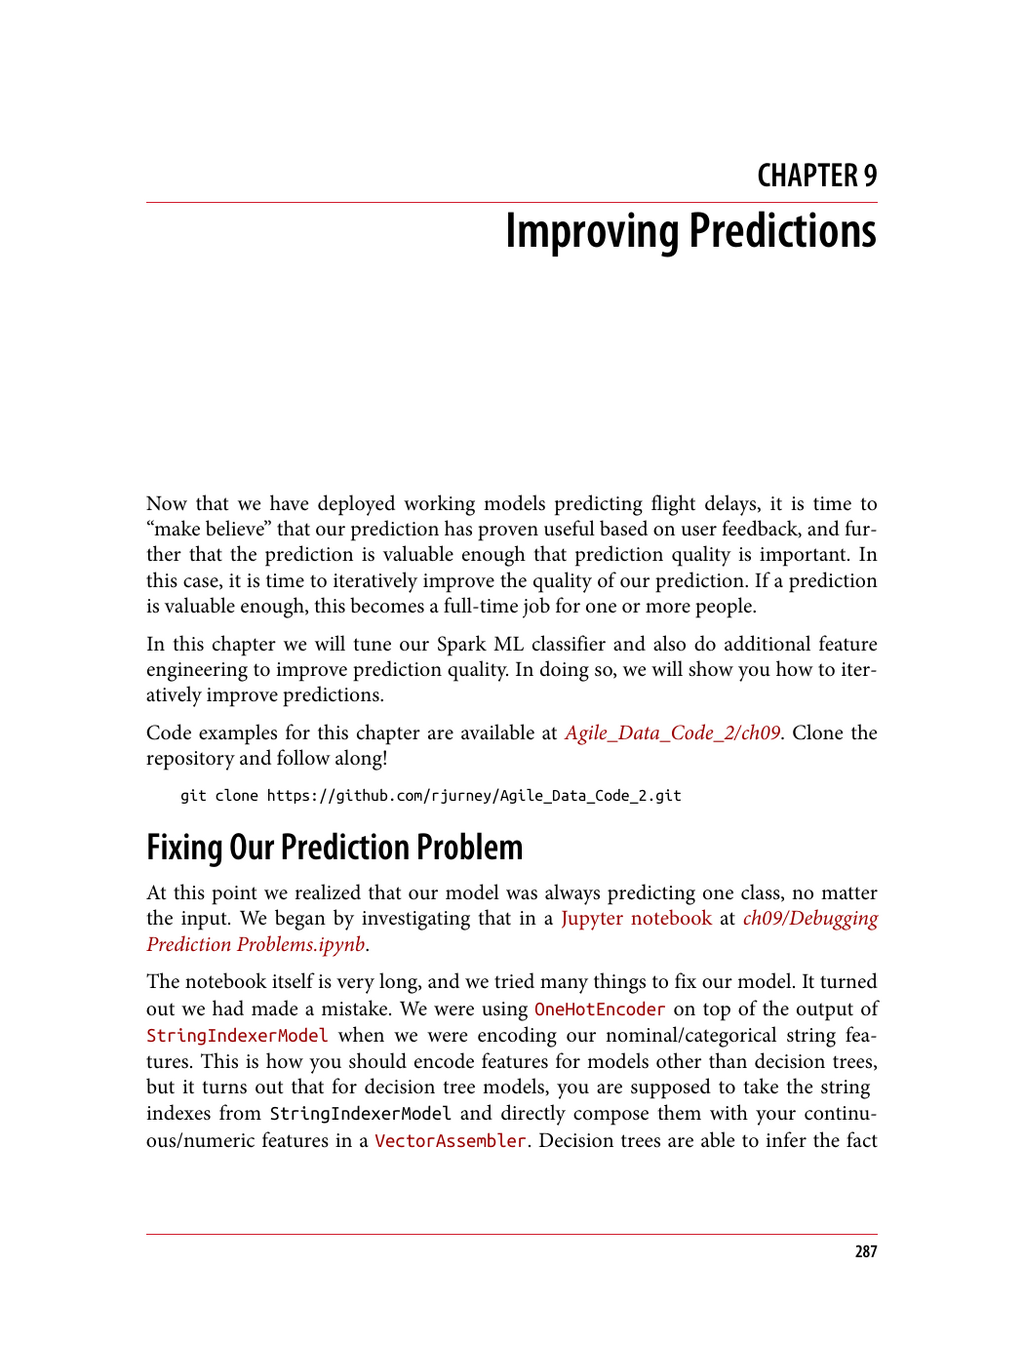 CHAPTER 9
Improving Predictions
Now that we have deployed working models predicting flight delays, it is time to
“make believe” that our prediction has proven useful based on user feedback, and fur-
ther that the prediction is valuable enough that prediction quality is important. In
this case, it is time to iteratively improve the quality of our prediction. If a prediction
is valuable enough, this becomes a full-time job for one or more people.
In this chapter we will tune our Spark ML classifier and also do additional feature
engineering to improve prediction quality. In doing so, we will show you how to iter-
atively improve predictions.
Code examples for this chapter are available at Agile_Data_Code_2/ch09. Clone the
repository and follow along!
git clone https://github.com/rjurney/Agile_Data_Code_2.git
Fixing Our Prediction Problem
At this point we realized that our model was always predicting one class, no matter
the input. We began by investigating that in a Jupyter notebook at ch09/Debugging
Prediction Problems.ipynb.
The notebook itself is very long, and we tried many things to fix our model. It turned
out we had made a mistake. We were using OneHotEncoder on top of the output of
StringIndexerModel when we were encoding our nominal/categorical string fea-
tures. This is how you should encode features for models other than decision trees,
but it turns out that for decision tree models, you are supposed to take the string
indexes from StringIndexerModel and directly compose them with your continu-
ous/numeric features in a VectorAssembler. Decision trees are able to infer the fact
287